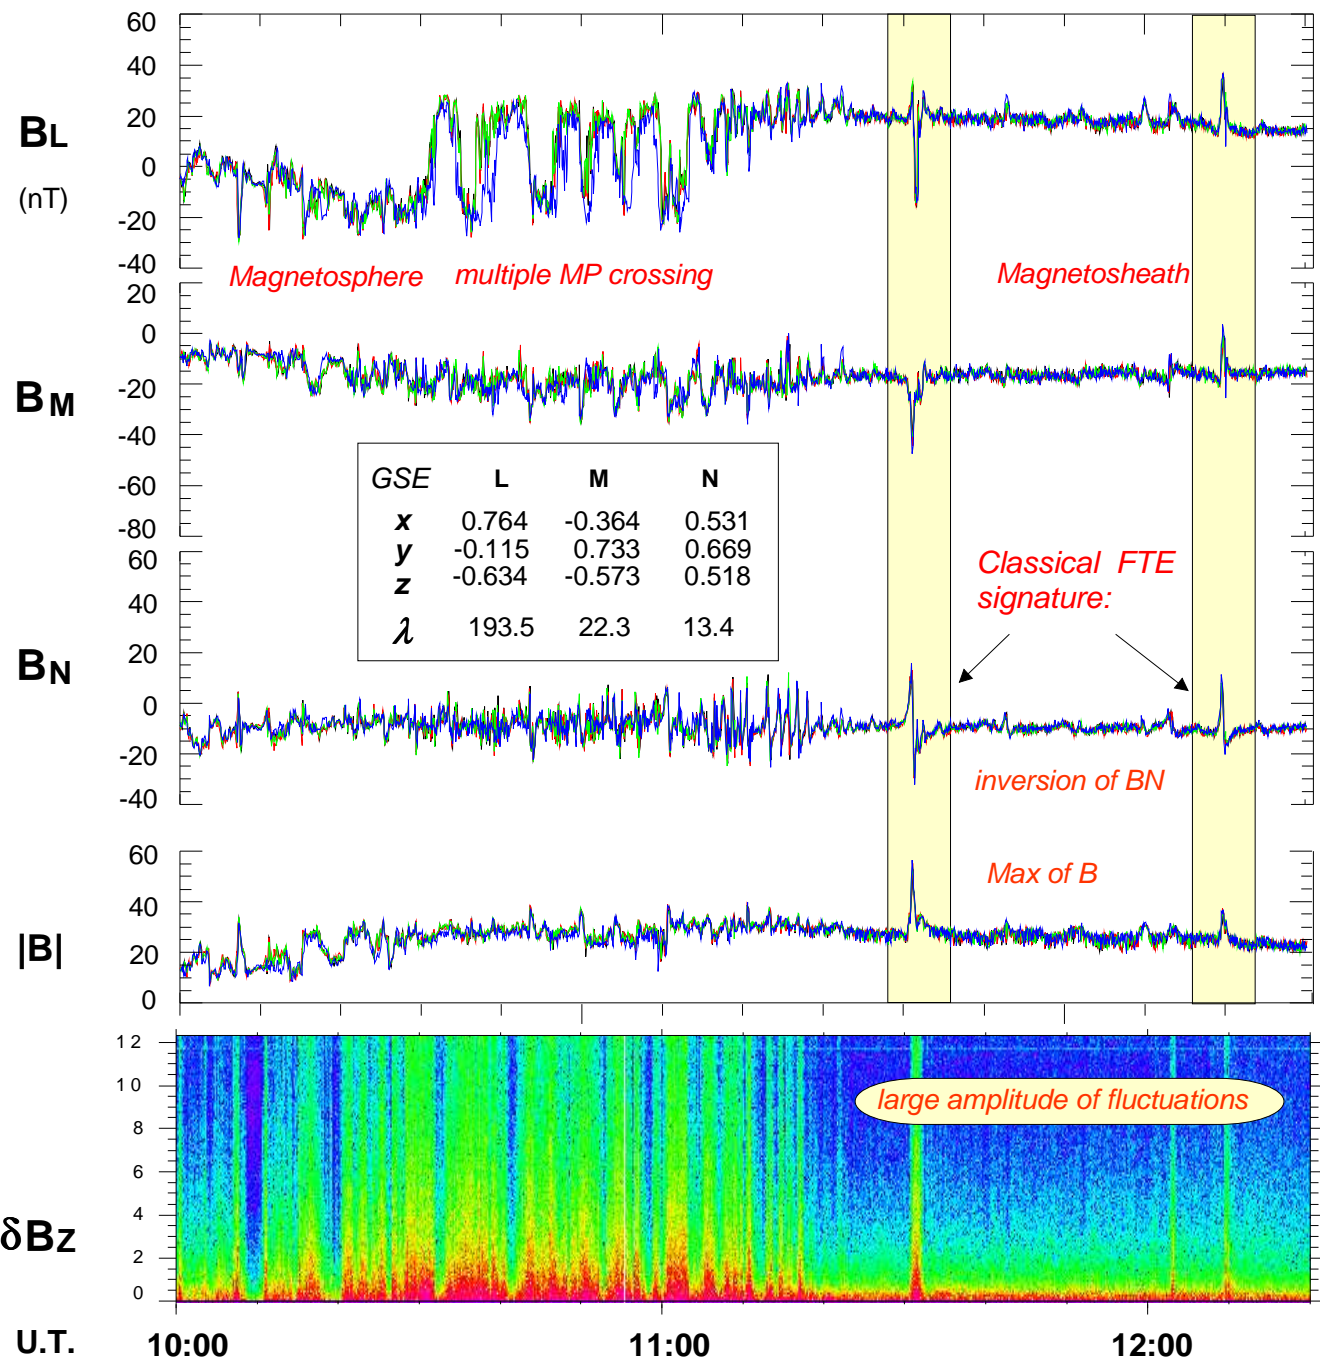 60
40
20
0
-20
-40
BL
(nT)
Magnetosphere multiple MP crossing Magnetosheath
20
0
-20
-40
-60
-80
BM
GSE L M N
x 0.764 -0.364 0.531
y -0.115 0.733 0.669
z -0.634 -0.573 0.518
λ 193.5 22.3 13.4
60
40
20
0
-20
-40
BN
Classical FTE
signature:
inversion of BN
60
40
20
0
|B|
Max of B
12
10
8
6
4
2
0
δBz
large amplitude of fluctuations
U.T. 10:00 11:00 12:00